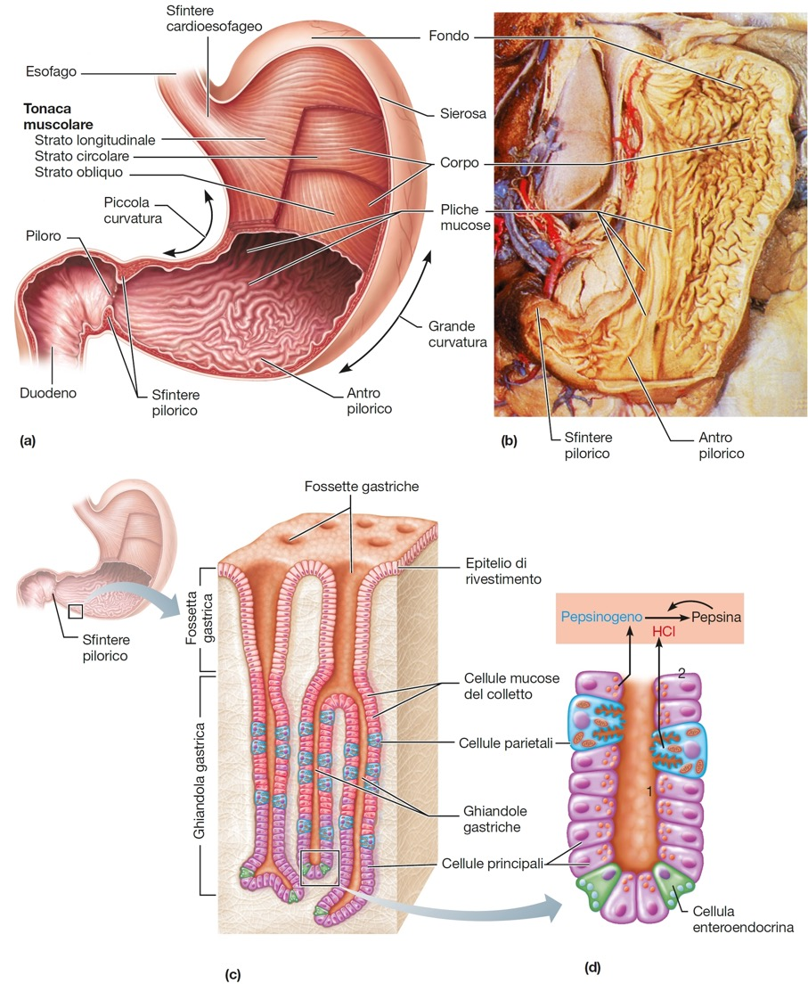 Sfintere
cardioesofageo
Fondo
Esofago
Tonaca
muscolare
Strato longitudinale
Strato circolare
Strato obliquo
Sierosa
Corpo
Piccola
curvatura
Pliche
mucose
Piloro
Grande
curvatura
Duodeno
Sfintere
pilorico
Antro
pilorico
(a)
(b)
Sfintere
pilorico
Antro
pilorico
Fossette gastriche
Sfintere
pilorico
Fossetta
gastrica
Ghiandola gastrica
Epitelio di
rivestimento
Cellule mucose
del colletto
Cellule parietali
Ghiandole
gastriche
Cellule principali
(c)
Pepsinogeno
Pepsina
HCl
2
1
Cellula
enteroendocrina
(d)